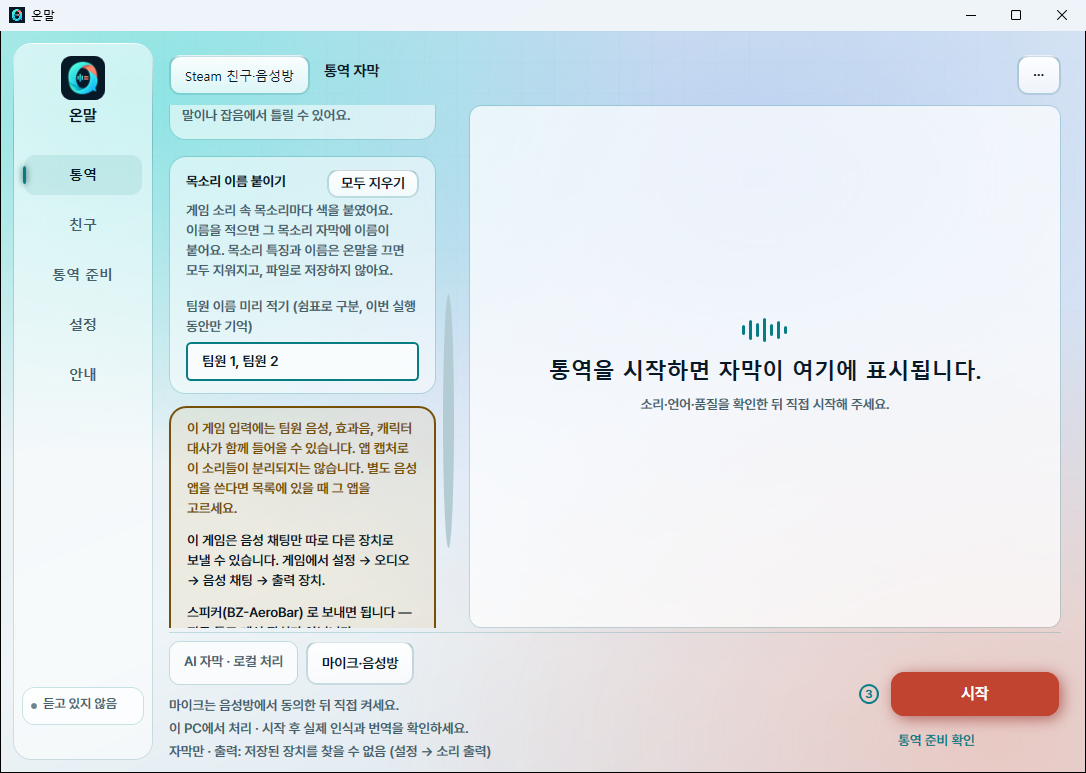 온말
온말
통역
친구
통역 준비
설정
안내
듣고 있지 않음
Steam 친구·음성방
통역 자막
...
말이나 잡음에서 틀릴 수 있어요.
목소리 이름 붙이기
모두 지우기
게임 소리 속 목소리마다 색을 붙였어요.
이름을 적으면 그 목소리 자막에 이름이
붙어요. 목소리 특징과 이름은 온말을 끄면
모두 지워지고, 파일로 저장하지 않아요.
팀원 이름 미리 적기 (쉼표로 구분, 이번 실행
동안만 기억)
팀원 1, 팀원 2
이 게임 입력에는 팀원 음성, 효과음, 캐릭터
대사가 함께 들어올 수 있습니다. 앱 캡처로
이 소리들이 분리되지는 않습니다. 별도 음성
앱을 쓴다면 목록에 있을 때 그 앱을
고르세요.
이 게임은 음성 채팅만 따로 다른 장치로
보낼 수 있습니다. 게임에서 설정 → 오디오
→ 음성 채팅 → 출력 장치.
스피커(BZ-AeroBar) 로 보내면 됩니다 —
통역을 시작하면 자막이 여기에 표시됩니다.
소리·언어·품질을 확인한 뒤 직접 시작해 주세요.
AI 자막 · 로컬 처리
마이크·음성방
마이크는 음성방에서 동의한 뒤 직접 켜세요.
이 PC에서 처리 · 시작 후 실제 인식과 번역을 확인하세요.
자막만 · 출력: 저장된 장치를 찾을 수 없음 (설정 → 소리 출력)
3
시작
통역 준비 확인